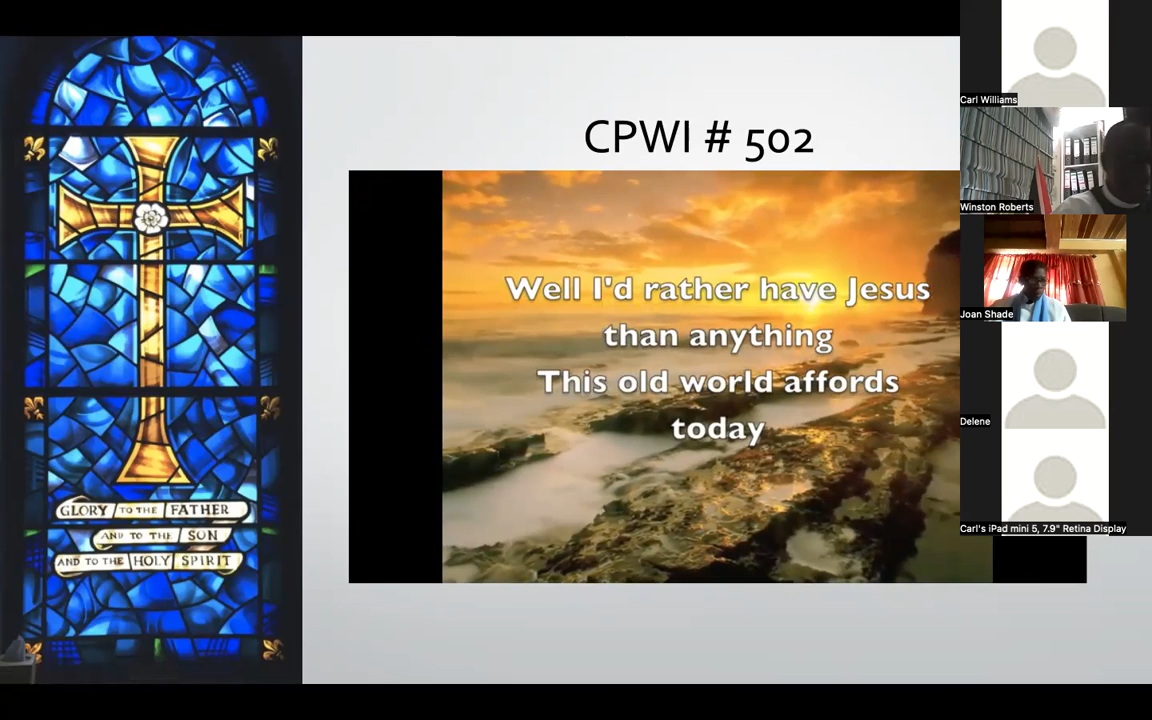 CPWI # 502
Well I'd rather have Jesus
than anything
This old world affords
today
GLORY TO THE FATHER
AND TO THE SON
AND TO THE HOLY SPIRIT
Carl Williams
Winston Roberts
Joan Shade
Delene
Carl's iPad mini 5, 7.9" Retina Display